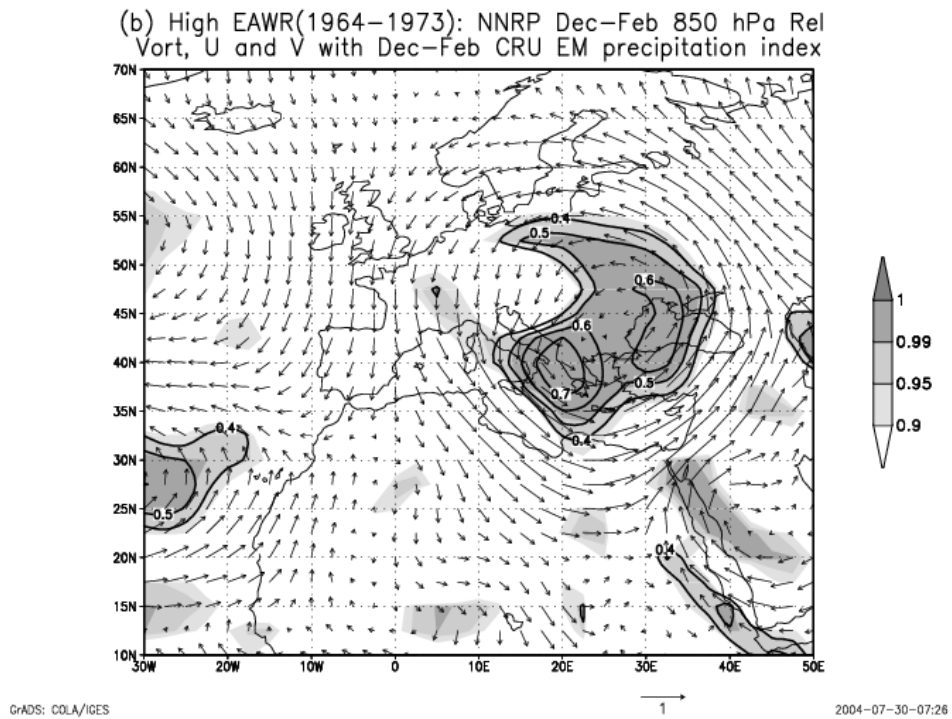 (b) High EAWR(1964–1973): NNRP Dec–Feb 850 hPa Rel
Vort, U and V with Dec–Feb CRU EM precipitation index
70N
65N
60N
55N
50N
45N
40N
35N
30N
25N
20N
15N
10N
30W 20W 10W 0 10E 20E 30E 40E 50E
0.4
0.5
0.6
0.6
0.7
0.5
0.4
0.4
0.5
0.4
1
0.99
0.95
0.9
1
GrADS: COLA/IGES
2004–07–30–07:26